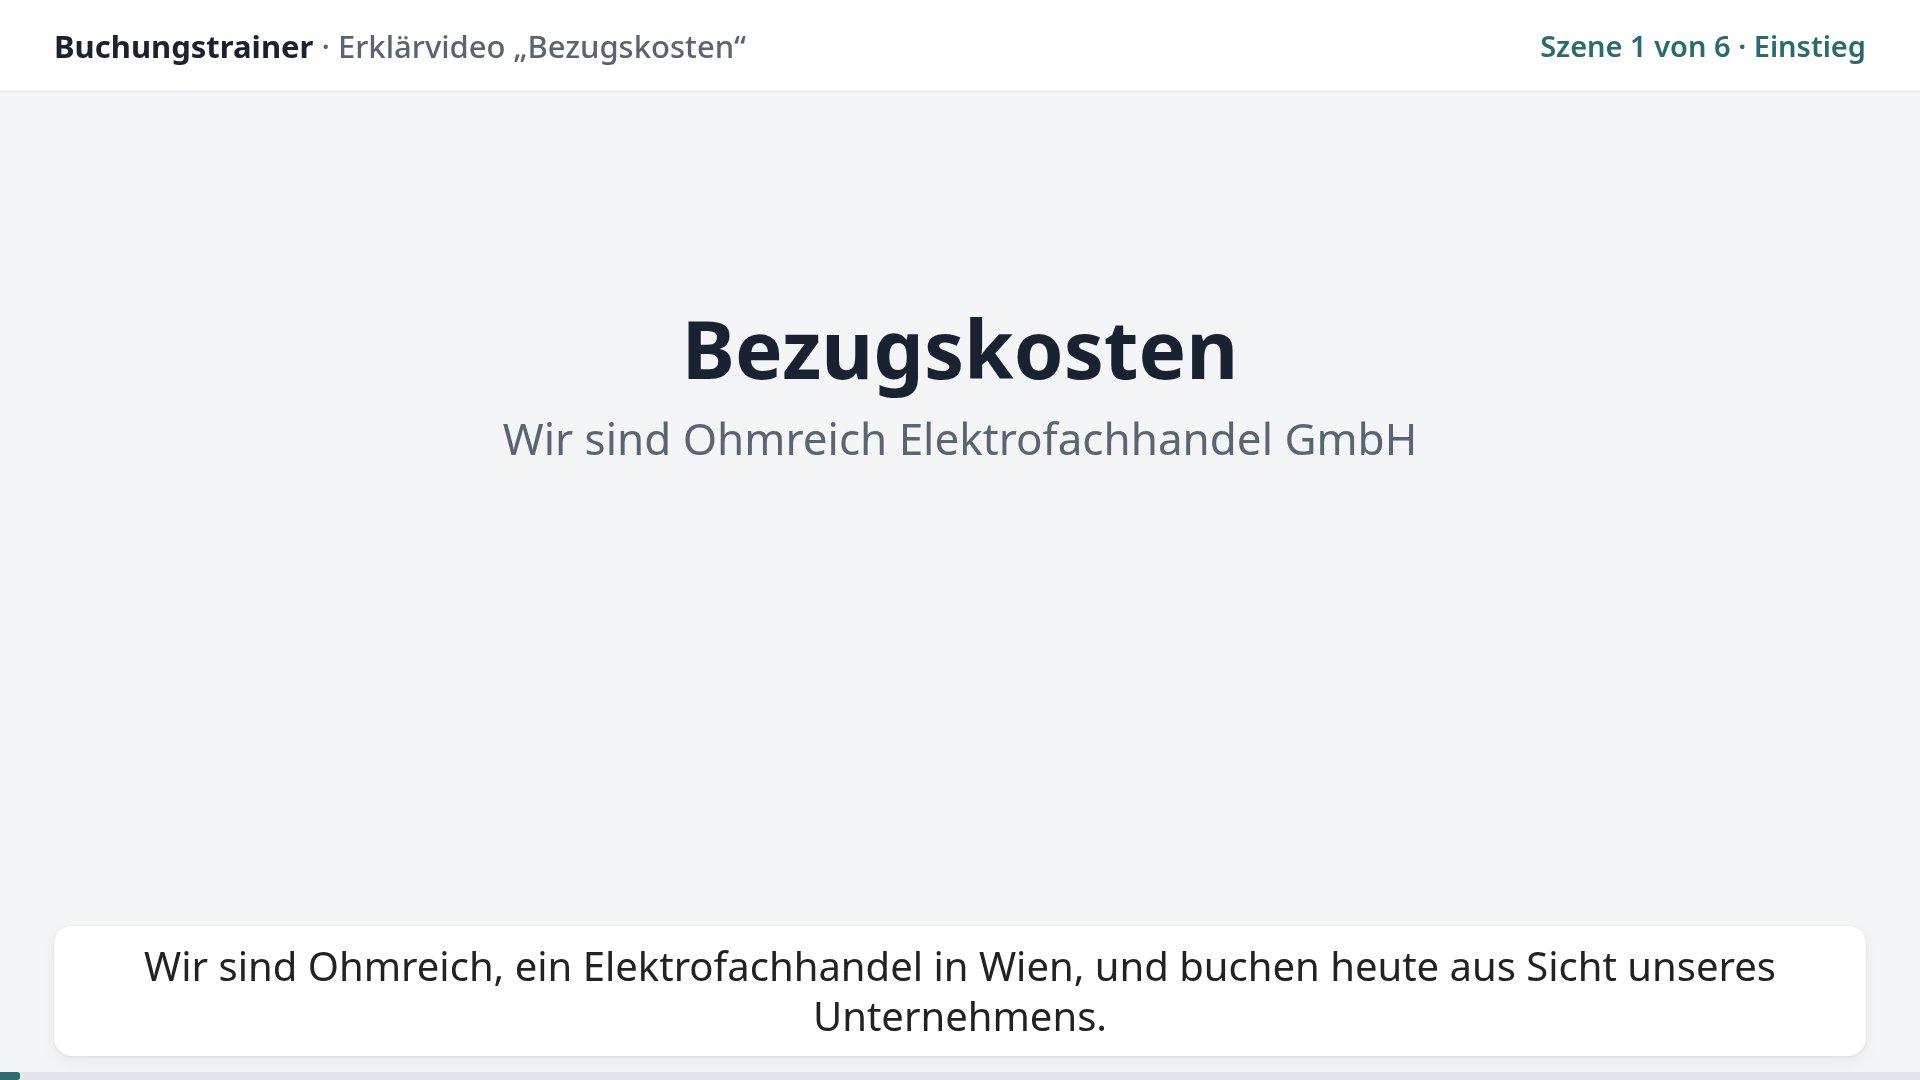 Buchungstrainer · Erklärvideo „Bezugskosten“
Szene 1 von 6 · Einstieg
Bezugskosten
Wir sind Ohmreich Elektrofachhandel GmbH
Wir sind Ohmreich, ein Elektrofachhandel in Wien, und buchen heute aus Sicht unseres
Unternehmens.